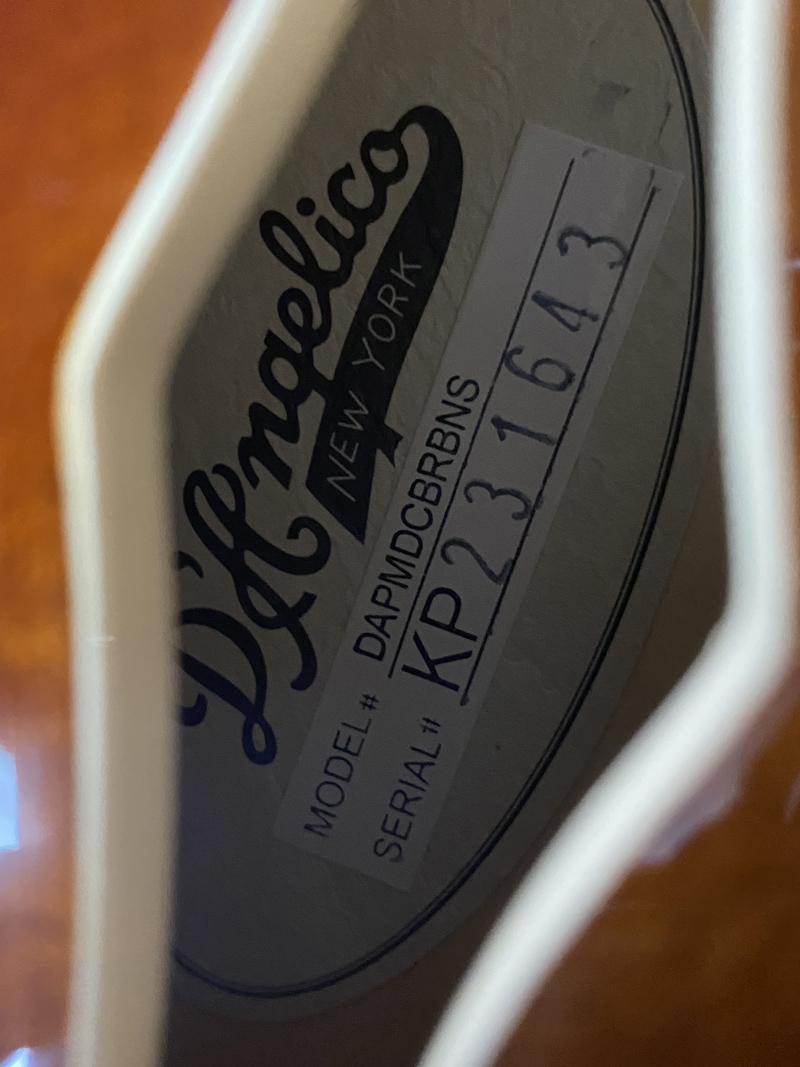 D'Angelico
NEW YORK
MODEL# DAPMDCBRBNS
SERIAL# KP231643